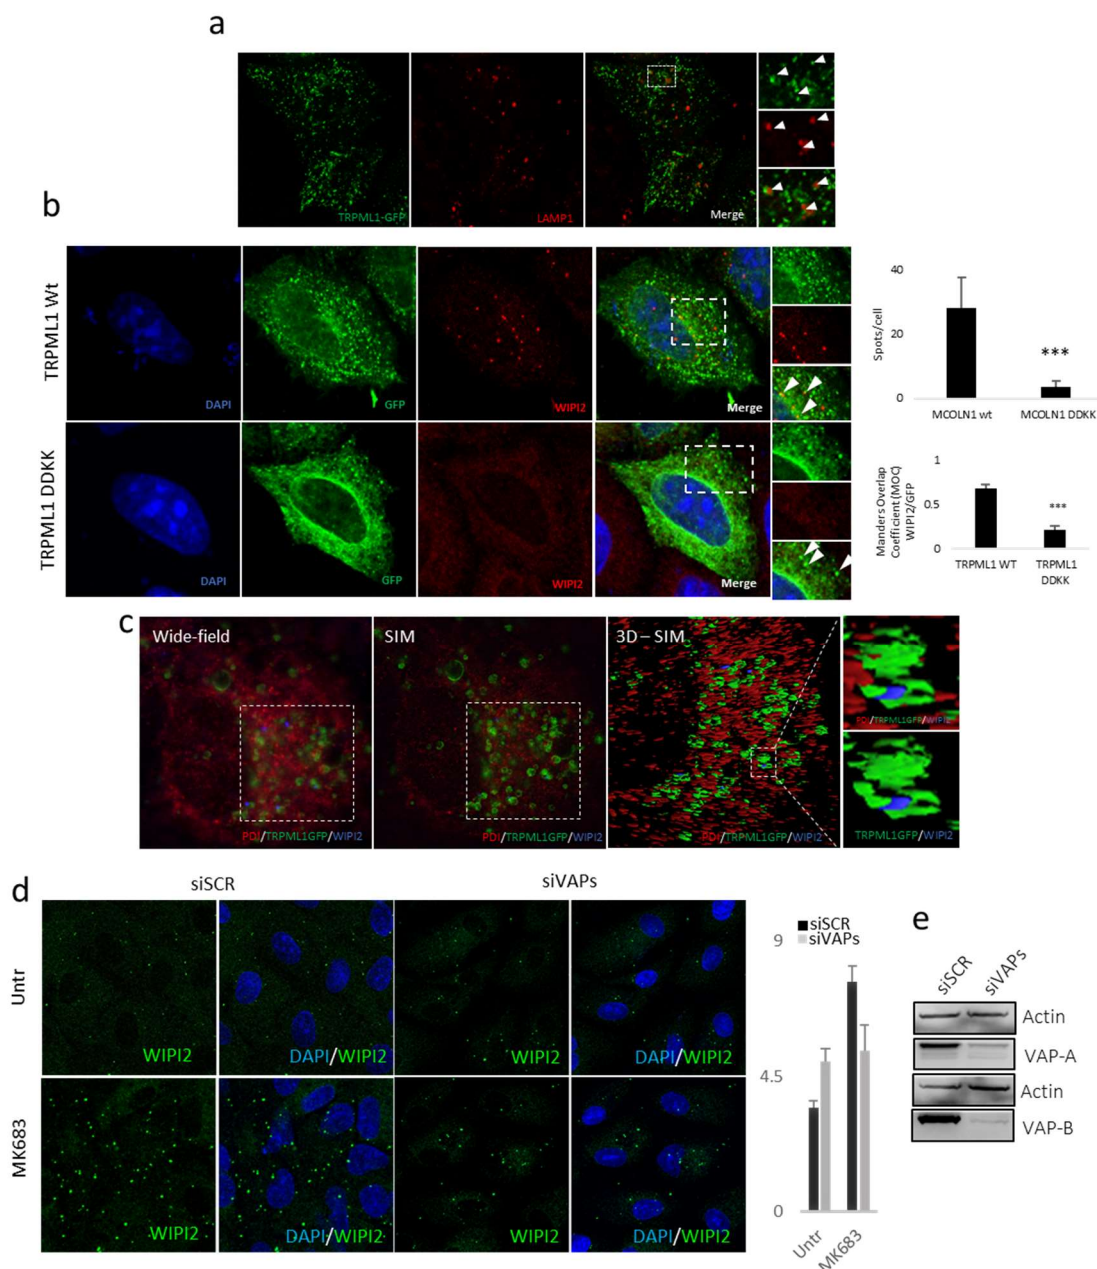 a
TRPML1-GFP
LAMP1
Merge
b
TRPML1 Wt
DAPI
GFP
WIPI2
Merge
TRPML1 DDKK
DAPI
GFP
WIPI2
Merge
Spots/cell
40
20
0
***
MCOLN1 wt
MCOLN1 DDKK
Manders Overlap
Coefficient (MOC)
WIPI2/GFP
1
0.5
0
***
TRPML1 WT
TRPML1
DDKK
c
Wide-field
PDI/TRPML1GFP/WIPI2
SIM
PDI/TRPML1GFP/WIPI2
3D – SIM
PDI/TRPML1GFP/WIPI2
PDI/TRPML1GFP/WIPI2
TRPML1GFP/WIPI2
d
siSCR
siVAPs
Untr
WIPI2
DAPI/WIPI2
WIPI2
DAPI/WIPI2
MK683
WIPI2
DAPI/WIPI2
WIPI2
DAPI/WIPI2
siSCR
siVAPs
9
4.5
0
Untr
MK683
e
siSCR
siVAPs
Actin
VAP-A
Actin
VAP-B